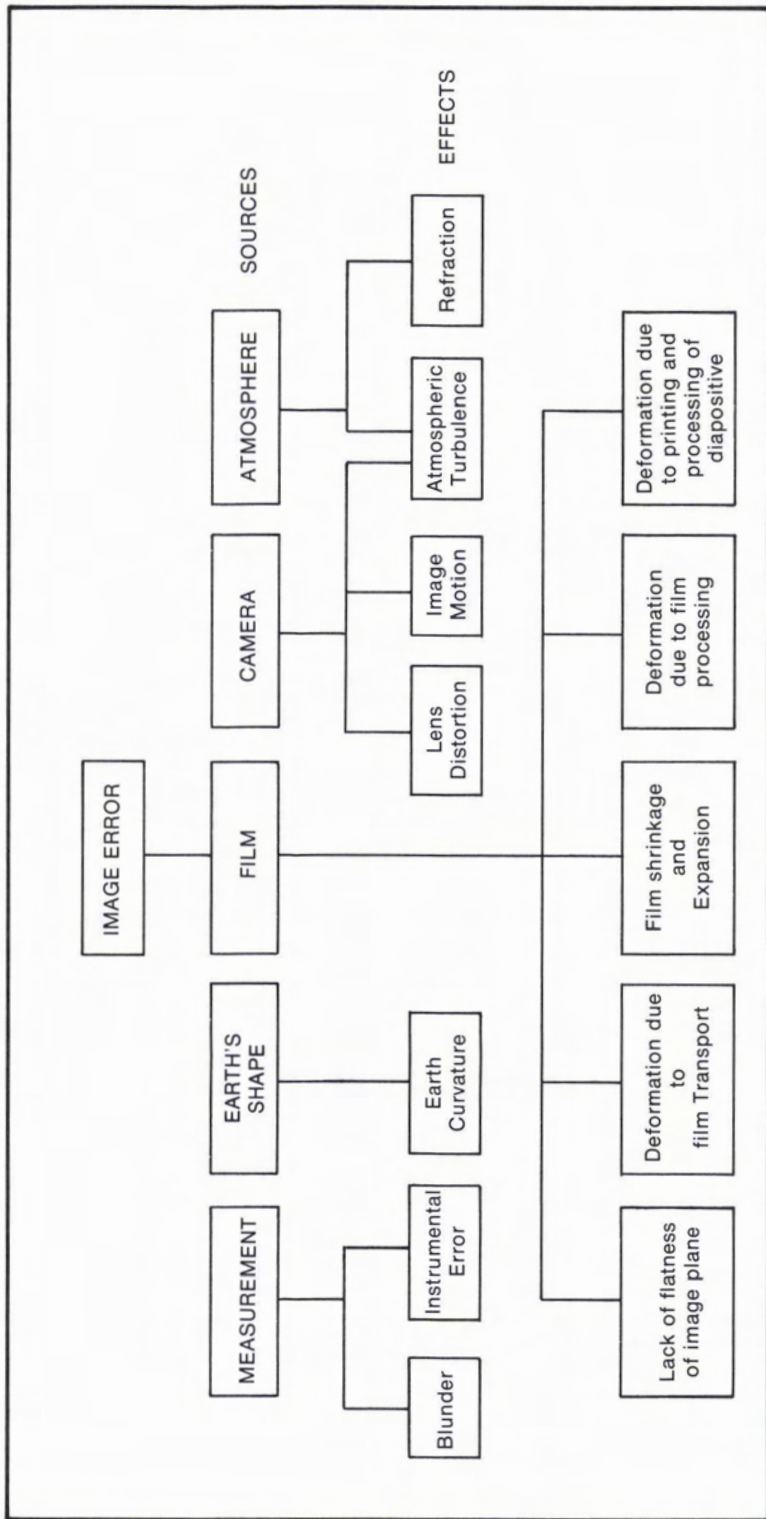 IMAGE ERROR
SOURCES
MEASUREMENT
EARTH'S
SHAPE
FILM
CAMERA
ATMOSPHERE
EFFECTS
Blunder
Instrumental
Error
Earth
Curvature
Lens
Distortion
Image
Motion
Atmospheric
Turbulence
Refraction
Lack of flatness
of image plane
Deformation due
to
film Transport
Film shrinkage
and
Expansion
Deformation
due to film
processing
Deformation due
to printing and
processing of
diapositive